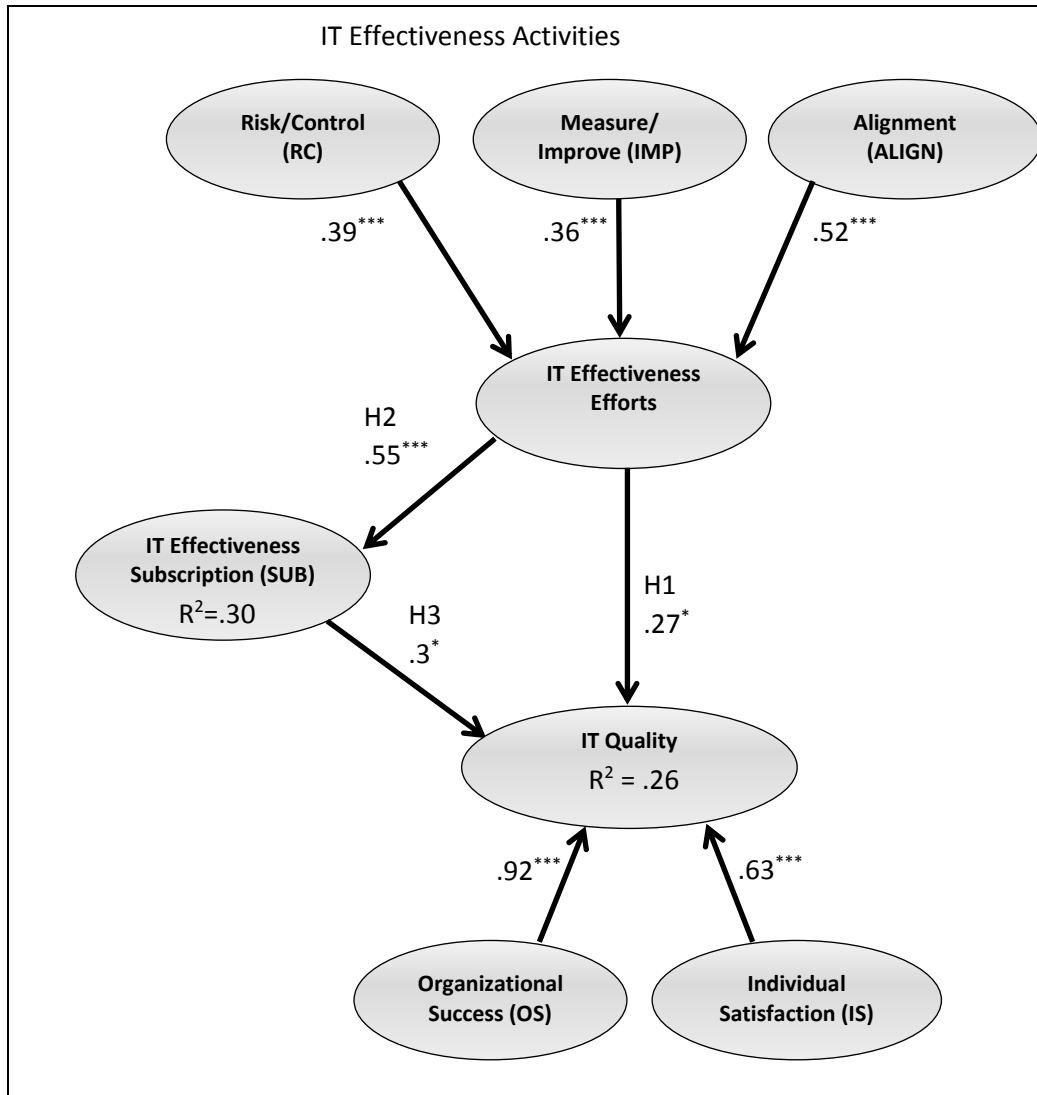 IT Effectiveness Activities
Risk/Control
(RC)
Measure/
Improve (IMP)
Alignment
(ALIGN)
.39***
.36***
.52***
IT Effectiveness
Efforts
H2
.55***
IT Effectiveness
Subscription (SUB)
R²=.30
H1
.27*
H3
.3*
IT Quality
R² = .26
.92***
.63***
Organizational
Success (OS)
Individual
Satisfaction (IS)